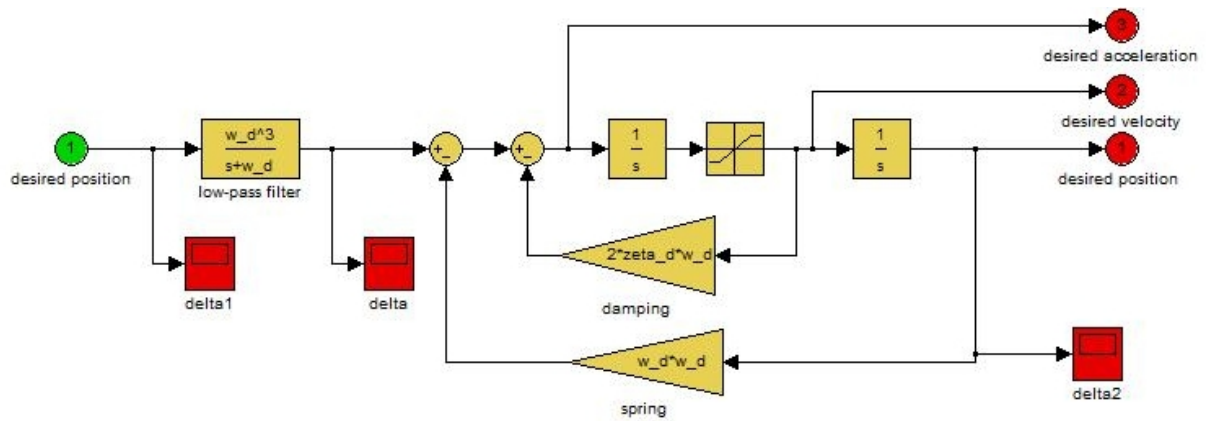 3
desired acceleration
2
desired velocity
1
desired position
w_d^3
s+w_d
low-pass filter
+
-
+
-
1
s
1
s
1
desired position
delta1
delta
2*zeta_d*w_d
damping
w_d*w_d
spring
delta2